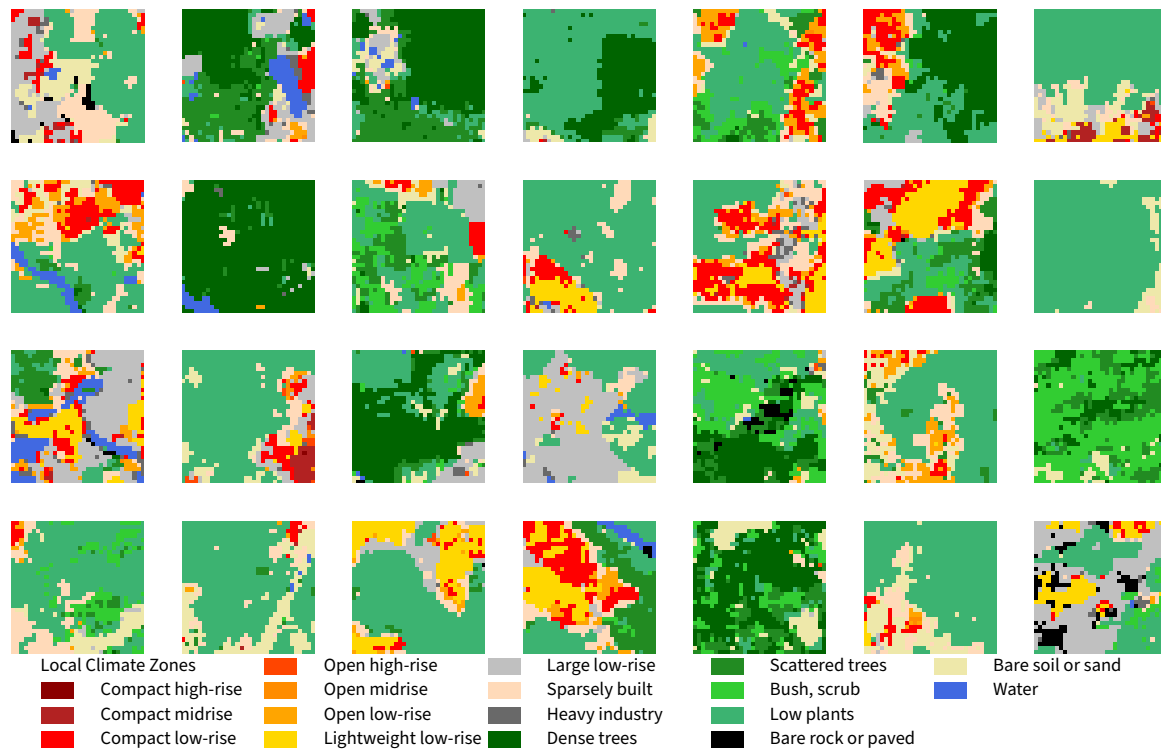 Local Climate Zones
Compact high-rise
Compact midrise
Compact low-rise
Open high-rise
Open midrise
Open low-rise
Lightweight low-rise
Large low-rise
Sparsely built
Heavy industry
Dense trees
Scattered trees
Bush, scrub
Low plants
Bare rock or paved
Bare soil or sand
Water